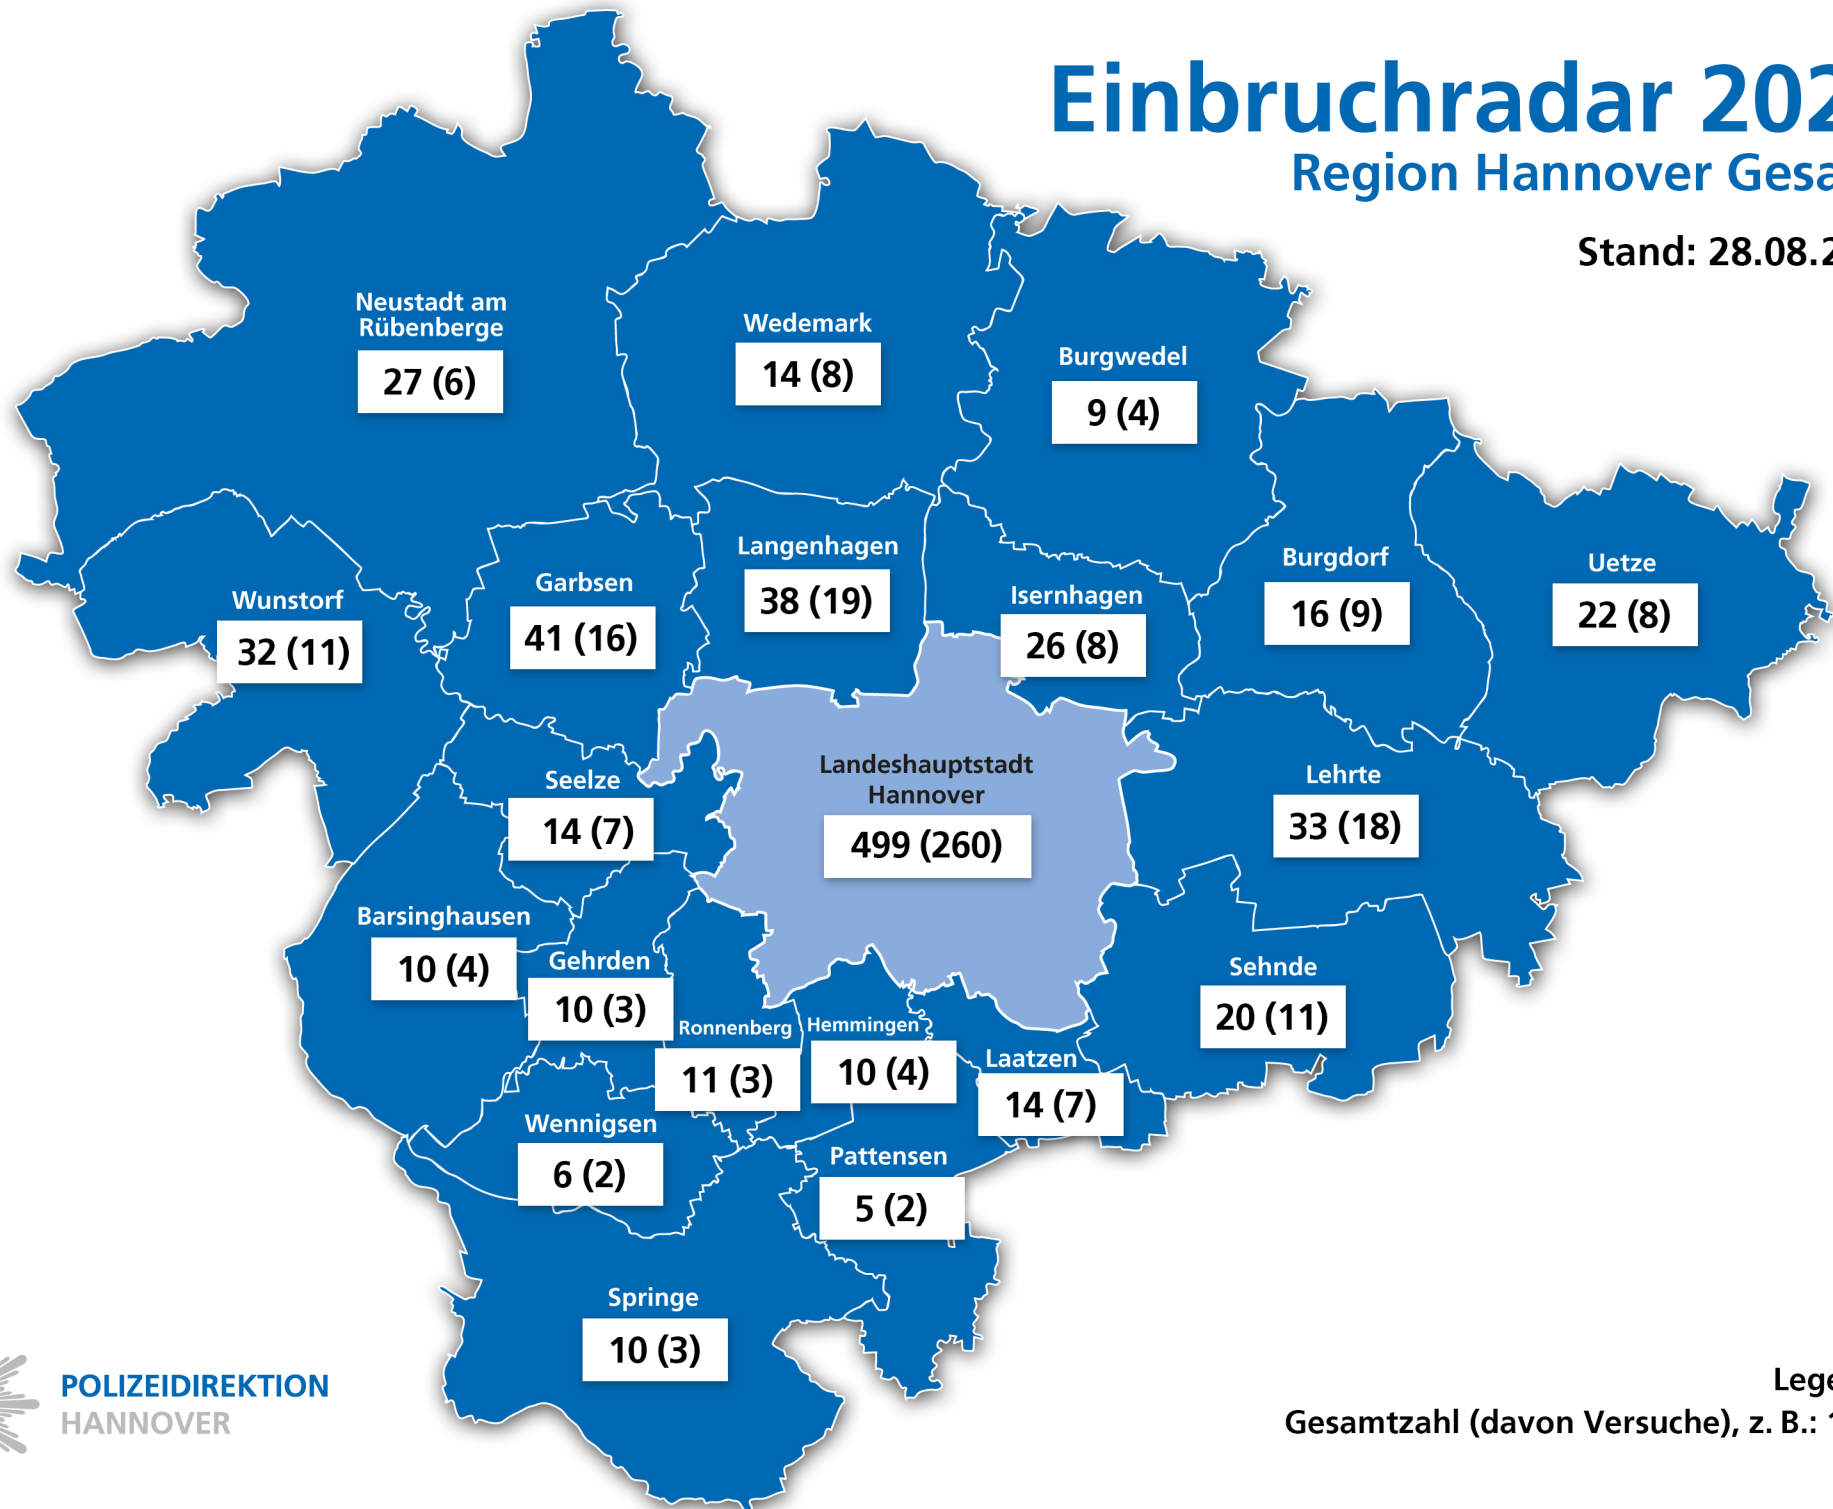 Einbruchradar 202
Region Hannover Gesa
Stand: 28.08.2
Neustadt am
Rübenberge
27 (6)
Wedemark
14 (8)
Burgwedel
9 (4)
Langenhagen
38 (19)
Garbsen
41 (16)
Wunstorf
32 (11)
Isernhagen
26 (8)
Burgdorf
16 (9)
Uetze
22 (8)
Seelze
14 (7)
Landeshauptstadt
Hannover
499 (260)
Lehrte
33 (18)
Barsinghausen
10 (4)
Gehrden
10 (3)
Ronnenberg
11 (3)
Hemmingen
10 (4)
Laatzen
14 (7)
Sehnde
20 (11)
Wennigsen
6 (2)
Pattensen
5 (2)
Springe
10 (3)
POLIZEIDIREKTION
HANNOVER
Lege
Gesamtzahl (davon Versuche), z. B.: 1